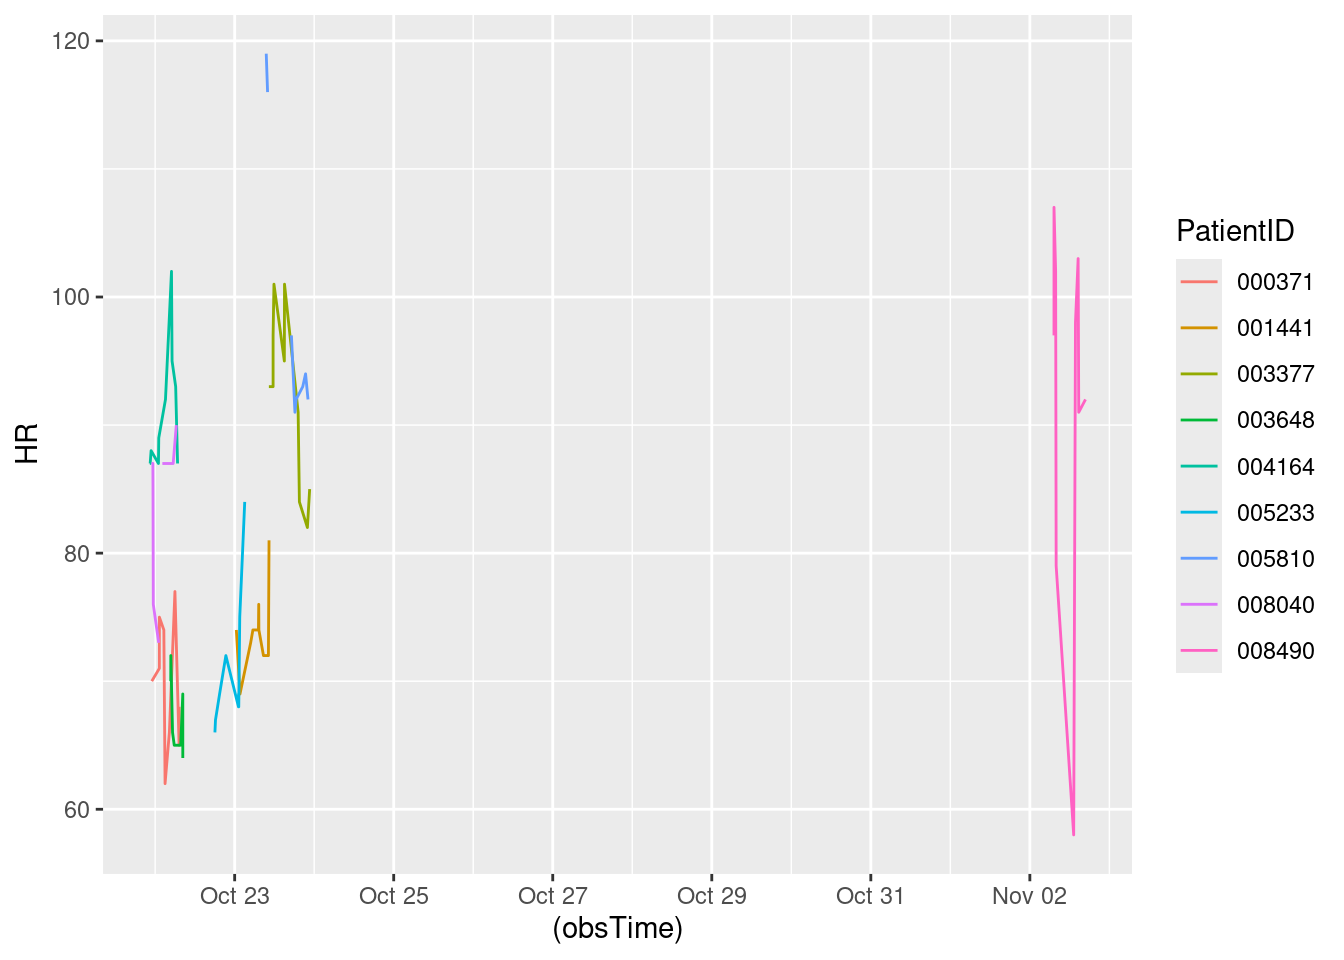 120
100
80
60
HR
Oct 23
Oct 25
Oct 27
Oct 29
Oct 31
Nov 02
(obsTime)
PatientID
000371
001441
003377
003648
004164
005233
005810
008040
008490